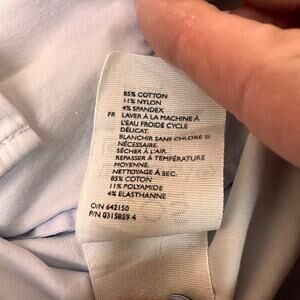 85% COTTON
11% NYLON
4% SPANDEX
FR LAVER À LA MACHINE À
L'EAU FROIDE CYCLE
DÉLICAT.
BLANCHIR SANS CHLORE SI
NÉCESSAIRE.
SÉCHER À L'AIR.
REPASSER À TEMPÉRATURE
MOYENNE.
NETTOYAGE À SEC.
85% COTON
11% POLYAMIDE
4% ELASTHANNE
O/N 642150
P/N 0315859 4